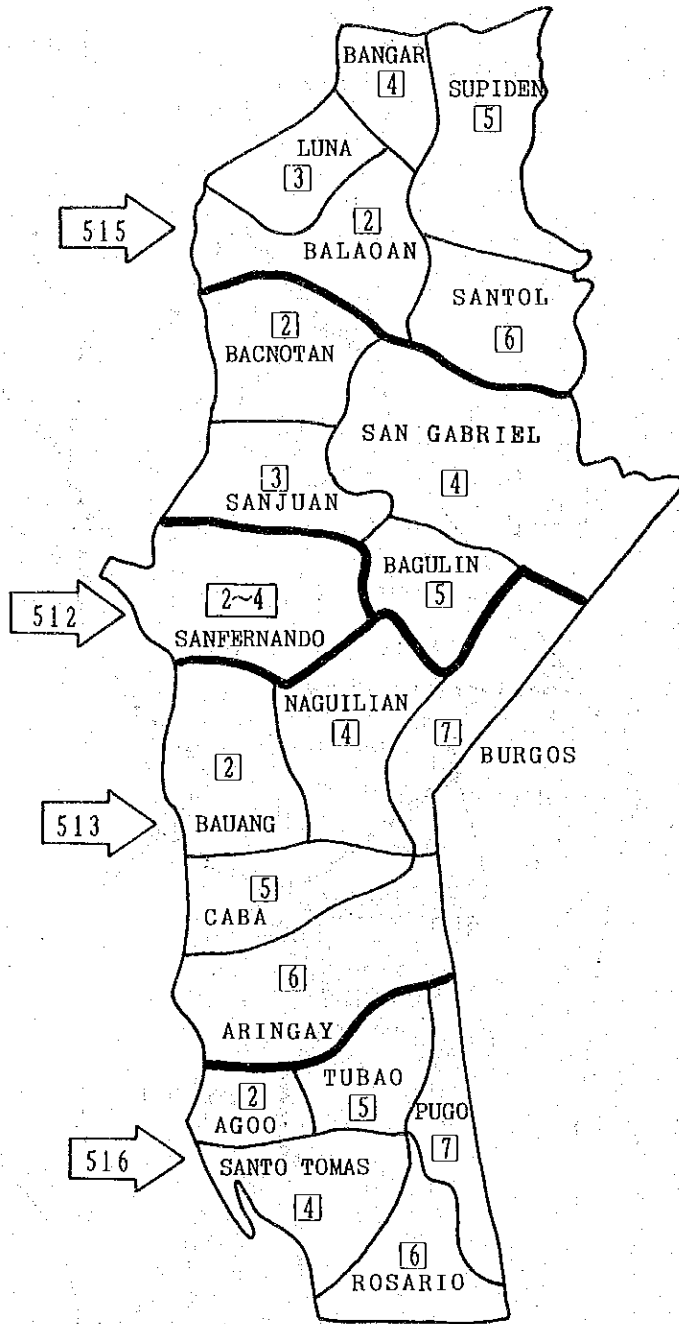 BANGAR
4
SUPIDEN
5
LUNA
3
515
2
BALAOAN
SANTOL
6
2
BACNOTAN
SAN GABRIEL
4
3
SANJUAN
BAGULIN
5
512
2~4
SANFERNANDO
NAGUILIAN
4
7
BURGOS
2
513
BAUANG
5
CABA
6
ARINGAY
TUBAO
5
2
AGOO
PUGO
7
516
SANTO TOMAS
4
6
ROSARIO